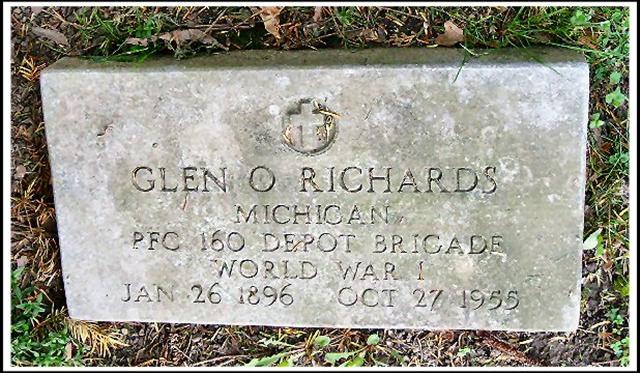 GLEN O RICHARDS
MICHIGAN
PFC 160 DEPOT BRIGADE
WORLD WAR I
JAN 26 1896 OCT 27 1955